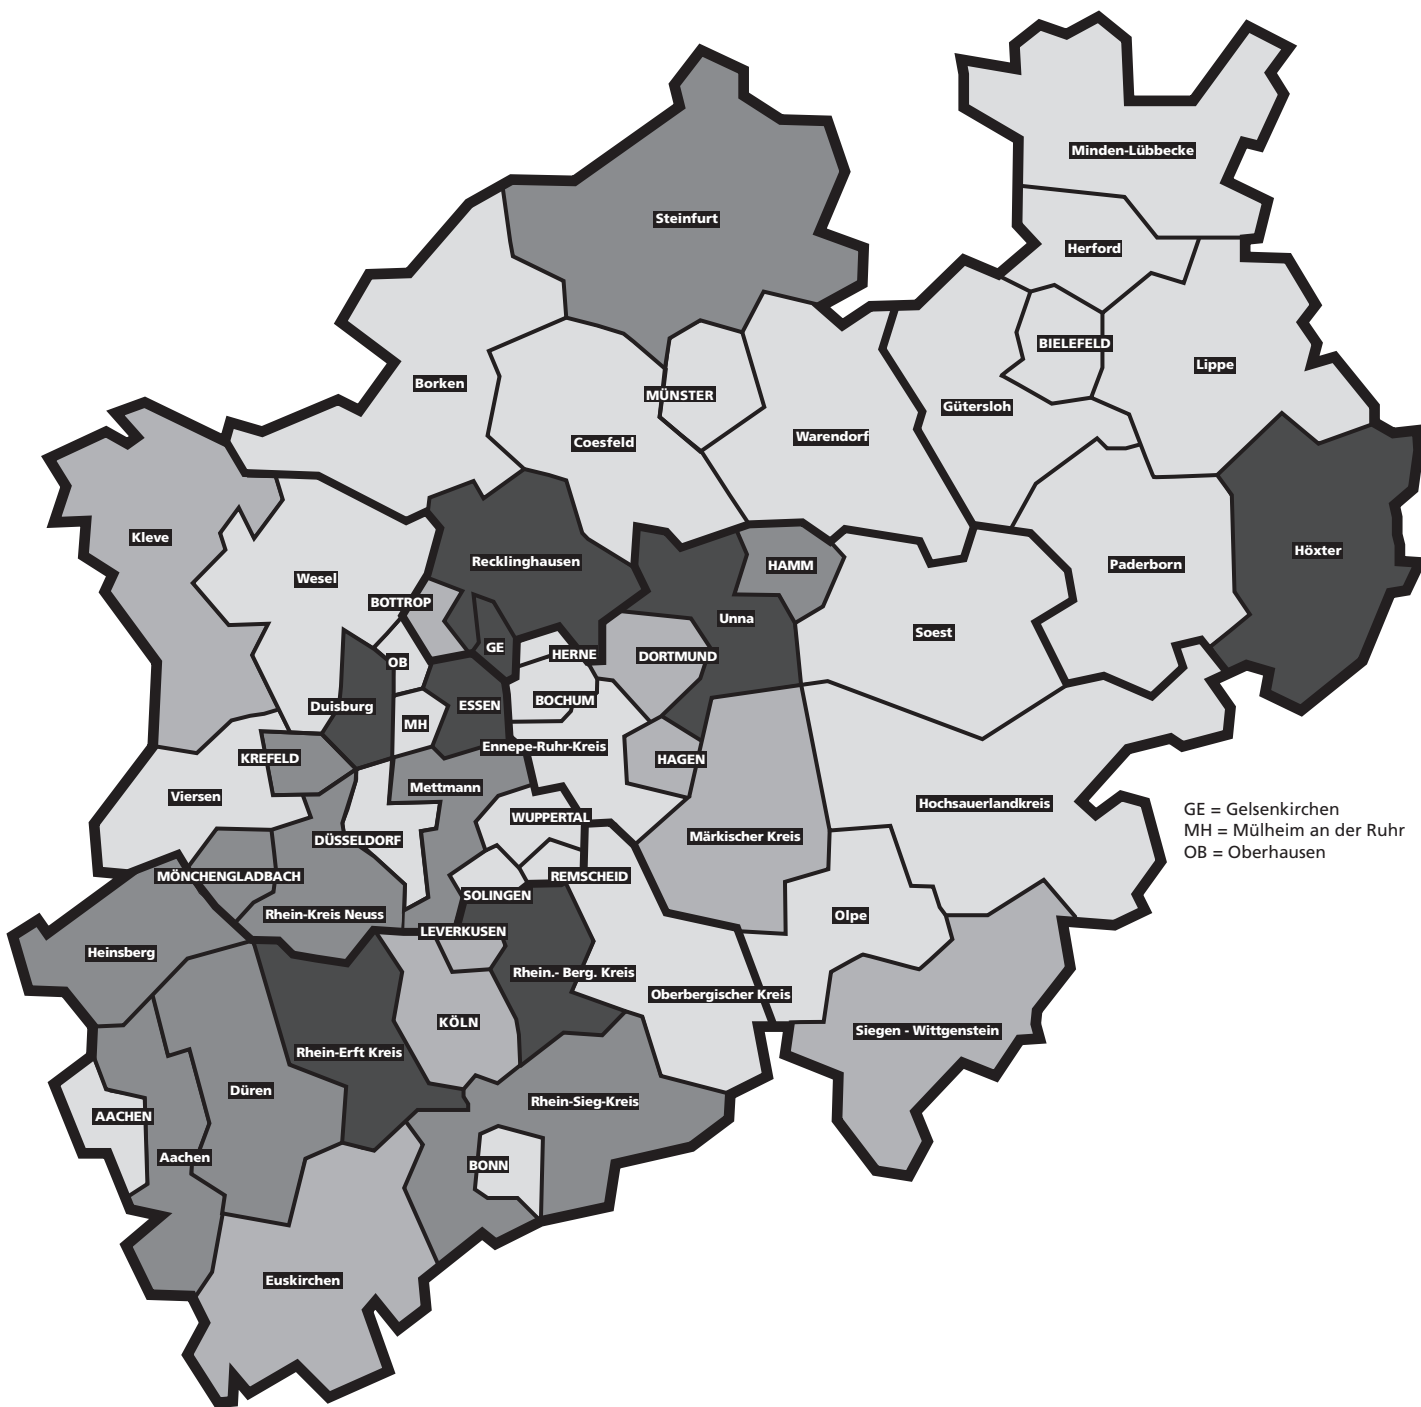 Minden-Lübbecke
Steinfurt
Herford
BIELEFELD
Lippe
Borken
MÜNSTER
Gütersloh
Coesfeld
Warendorf
Kleve
Höxter
Recklinghausen
HAMM
Paderborn
Wesel
BOTTROP
Unna
Soest
GE
HERNE
DORTMUND
OB
BOCHUM
Duisburg
ESSEN
MH
Ennepe-Ruhr-Kreis
KREFELD
HAGEN
Mettmann
Viersen
Hochsauerlandkreis
GE = Gelsenkirchen
MH = Mülheim an der Ruhr
OB = Oberhausen
WUPPERTAL
DÜSSELDORF
Märkischer Kreis
MÖNCHENGLADBACH
REMSCHEID
SOLINGEN
Rhein-Kreis Neuss
Olpe
LEVERKUSEN
Heinsberg
Rhein.- Berg. Kreis
Oberbergischer Kreis
KÖLN
Siegen - Wittgenstein
Rhein-Erft Kreis
Düren
Rhein-Sieg-Kreis
AACHEN
Aachen
BONN
Euskirchen